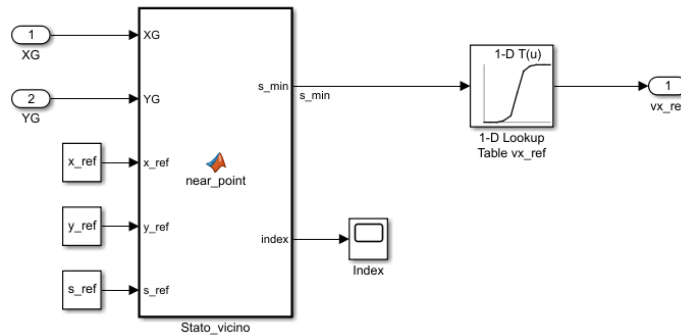 1
XG
2
YG
x_ref
y_ref
s_ref
XG
YG
x_ref
y_ref
s_ref
near_point
s_min
index
Stato_vicino
s_min
Index
1-D T(u)
1-D Lookup
Table vx_ref
1
vx_re